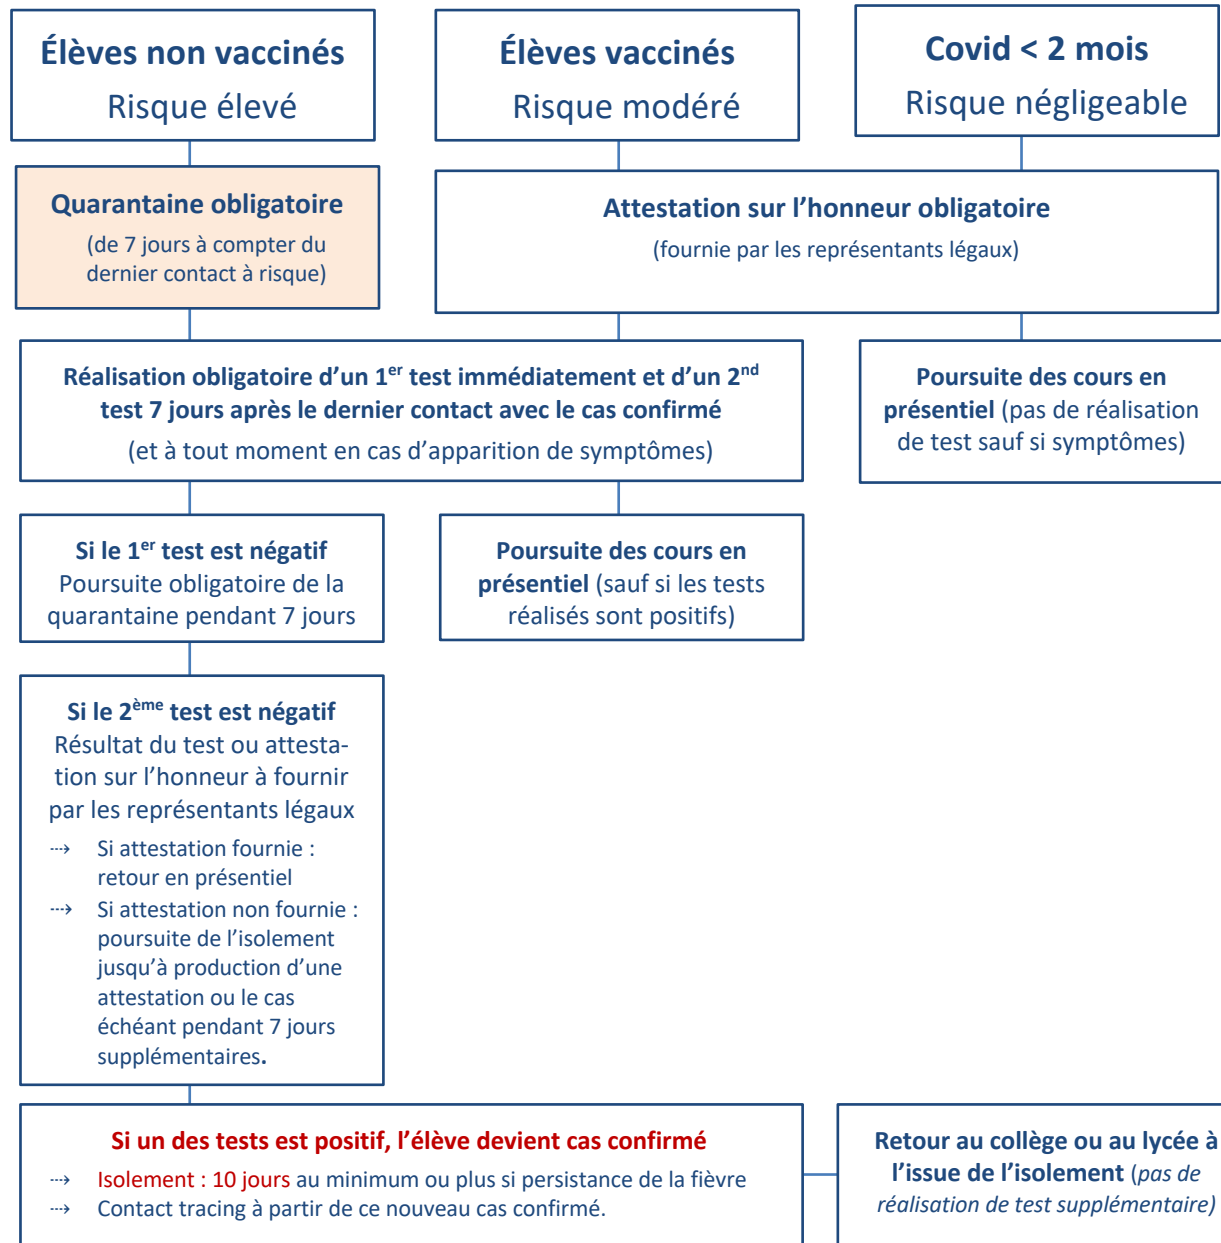 Élèves non vaccinés
Risque élevé
Élèves vaccinés
Risque modéré
Covid < 2 mois
Risque négligeable
Quarantaine obligatoire
(de 7 jours à compter du
dernier contact à risque)
Attestation sur l’honneur obligatoire
(fournie par les représentants légaux)
Réalisation obligatoire d’un 1er test immédiatement et d’un 2nd
test 7 jours après le dernier contact avec le cas confirmé
(et à tout moment en cas d’apparition de symptômes)
Poursuite des cours en
présentiel (pas de réalisation
de test sauf si symptômes)
Si le 1er test est négatif
Poursuite obligatoire de la
quarantaine pendant 7 jours
Poursuite des cours en
présentiel (sauf si les tests
réalisés sont positifs)
Si le 2ème test est négatif
Résultat du test ou attesta-
tion sur l’honneur à fournir
par les représentants légaux
⤏ Si attestation fournie :
retour en présentiel
⤏ Si attestation non fournie :
poursuite de l’isolement
jusqu’à production d’une
attestation ou le cas
échéant pendant 7 jours
supplémentaires.
Si un des tests est positif, l’élève devient cas confirmé
⤏ Isolement : 10 jours au minimum ou plus si persistance de la fièvre
⤏ Contact tracing à partir de ce nouveau cas confirmé.
Retour au collège ou au lycée à
l’issue de l’isolement (pas de
réalisation de test supplémentaire)